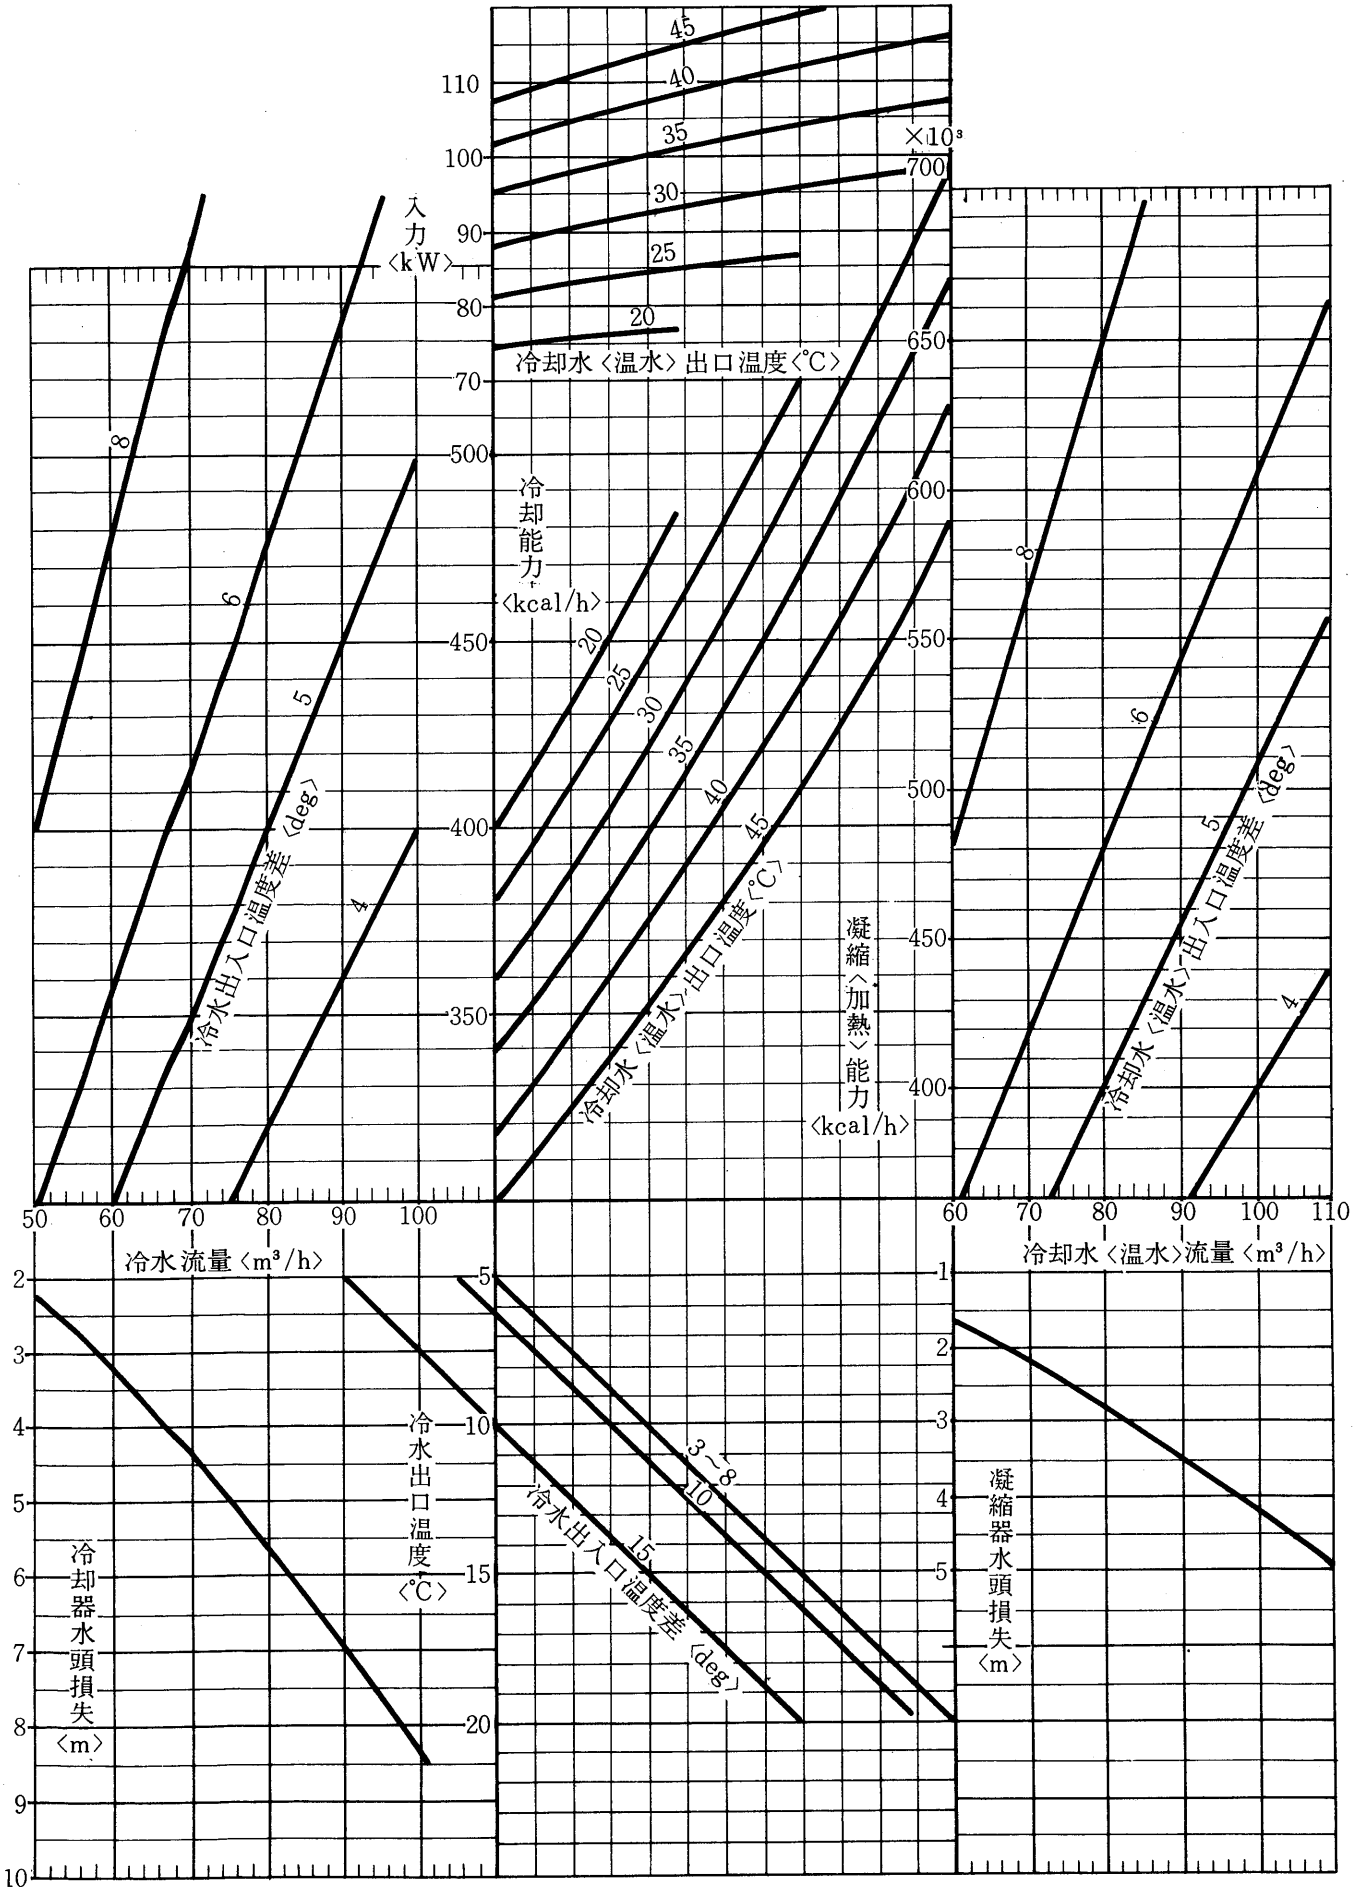 45
40
35
30
25
20
110
100
90
80
70
入力
〈kW〉
冷却水〈温水〉出口温度〈℃〉
×10³
700
650
600
550
500
450
400
500
450
400
350
冷却能力
〈kcal/h〉
20
25
30
35
40
45
冷却水〈温水〉出口温度〈℃〉
凝縮〈加熱〉能力
〈kcal/h〉
8
6
5
4
冷水出入口温度差〈deg〉
50 60 70 80 90 100
冷水流量〈m³/h〉
8
6
5
4
冷却水〈温水〉出入口温度差〈deg〉
60 70 80 90 100 110
冷却水〈温水〉流量〈m³/h〉
2
3
4
5
6
7
8
9
10
冷却器水頭損失
〈m〉
5
10
15
20
冷水出口温度
〈℃〉
3～8
10
15
冷水出入口温度差〈deg〉
1
2
3
4
5
凝縮器水頭損失
〈m〉